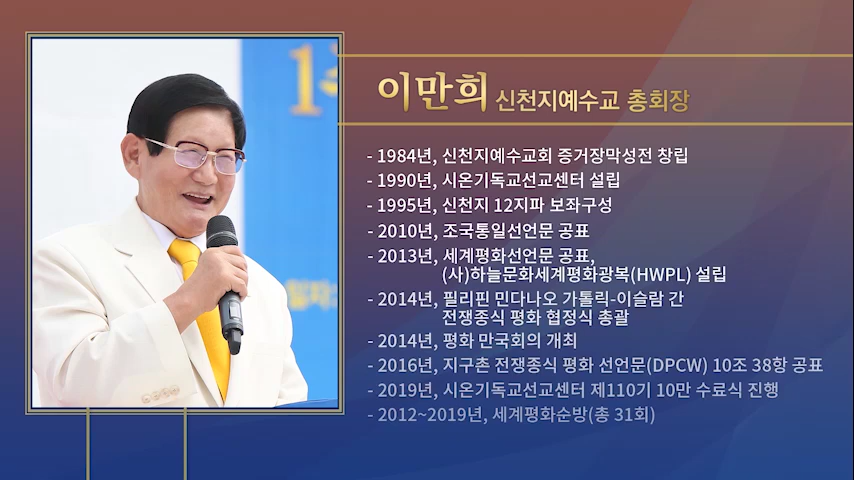 이만희 신천지예수교 총회장
- 1984년, 신천지예수교회 증거장막성전 창립
- 1990년, 시온기독교선교센터 설립
- 1995년, 신천지 12지파 보좌구성
- 2010년, 조국통일선언문 공표
- 2013년, 세계평화선언문 공표,
(사)하늘문화세계평화광복(HWPL) 설립
- 2014년, 필리핀 민다나오 가톨릭-이슬람 간
전쟁종식 평화 협정식 총괄
- 2014년, 평화 만국회의 개최
- 2016년, 지구촌 전쟁종식 평화 선언문(DPCW) 10조 38항 공표
- 2019년, 시온기독교선교센터 제110기 10만 수료식 진행
- 2012~2019년, 세계평화순방(총 31회)